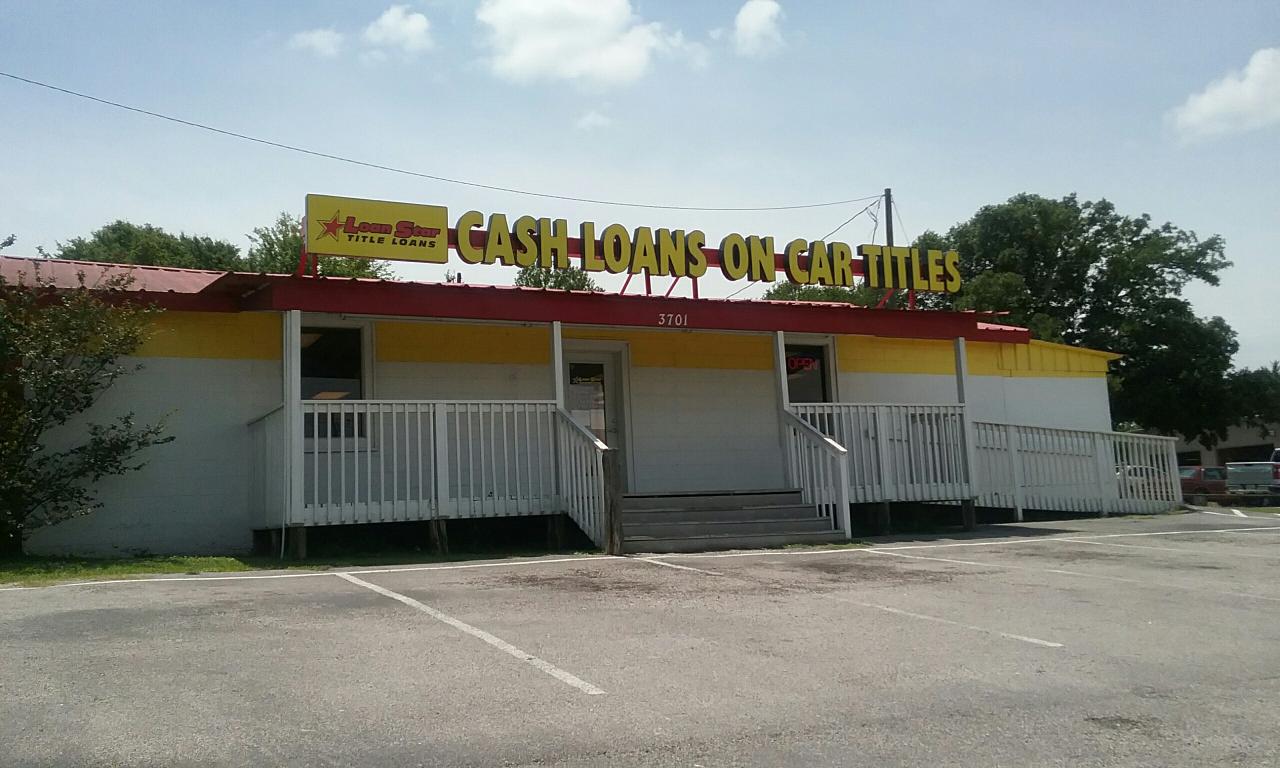 Loan Star
TITLE LOANS
CASH LOANS ON CAR TITLES
3701
OPEN